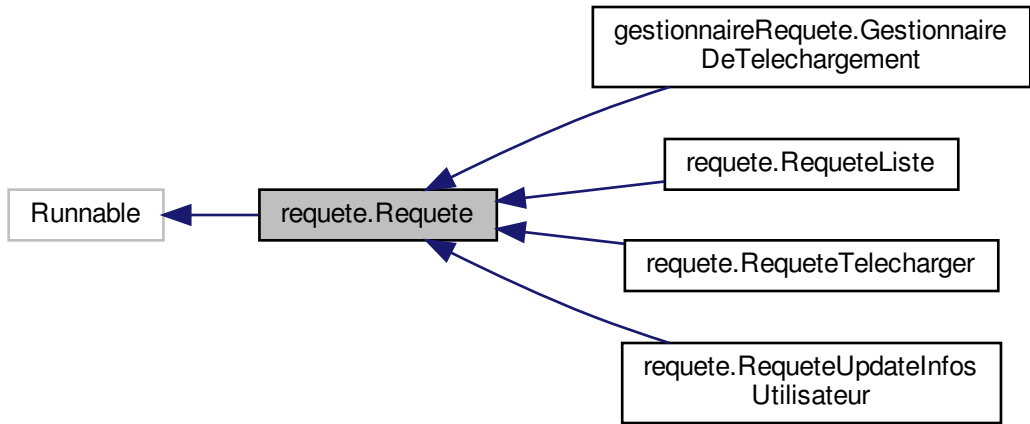 Runnable
requete.Requete
gestionnaireRequete.Gestionnaire
DeTelechargement
requete.RequeteListe
requete.RequeteTelecharger
requete.RequeteUpdateInfos
Utilisateur